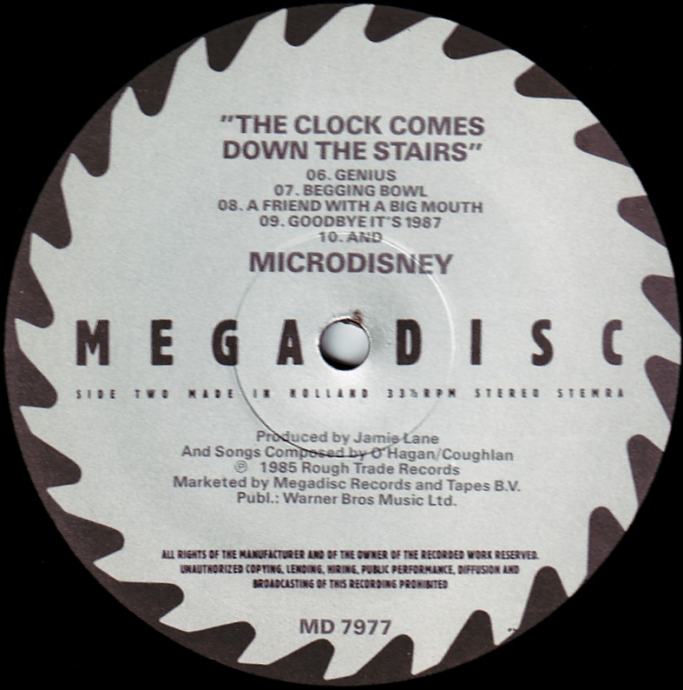 "THE CLOCK COMES
DOWN THE STAIRS"
06. GENIUS
07. BEGGING BOWL
08. A FRIEND WITH A BIG MOUTH
09. GOODBYE IT'S 1987
10. AND
MICRODISNEY
MEGADISC
SIDE TWO MADE IN HOLLAND 33⅓RPM STEREO STEMRA
Produced by Jamie Lane
And Songs Composed by O'Hagan/Coughlan
℗ 1985 Rough Trade Records
Marketed by Megadisc Records and Tapes B.V.
Publ.: Warner Bros Music Ltd.
ALL RIGHTS OF THE MANUFACTURER AND OF THE OWNER OF THE RECORDED WORK RESERVED.
UNAUTHORIZED COPYING, LENDING, HIRING, PUBLIC PERFORMANCE, DIFFUSION AND
BROADCASTING OF THIS RECORDING PROHIBITED
MD 7977